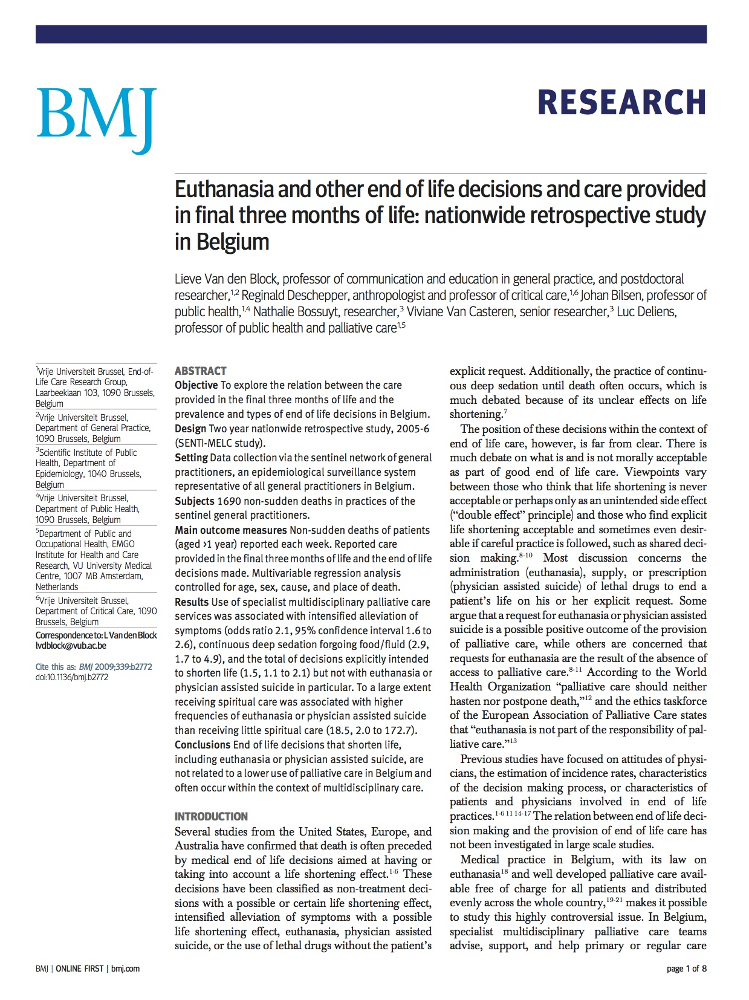 BMJ
RESEARCH
Euthanasia and other end of life decisions and care provided
in final three months of life: nationwide retrospective study
in Belgium
Lieve Van den Block, professor of communication and education in general practice, and postdoctoral
researcher,1,2 Reginald Deschepper, anthropologist and professor of critical care,1,6 Johan Bilsen, professor of
public health,1,4 Nathalie Bossuyt, researcher,3 Viviane Van Casteren, senior researcher,3 Luc Deliens,
professor of public health and palliative care1,5
1Vrije Universiteit Brussel, End-of-
Life Care Research Group,
Laarbeeklaan 103, 1090 Brussels,
Belgium
2Vrije Universiteit Brussel,
Department of General Practice,
1090 Brussels, Belgium
3Scientific Institute of Public
Health, Department of
Epidemiology, 1040 Brussels,
Belgium
4Vrije Universiteit Brussel,
Department of Public Health,
1090 Brussels, Belgium
5Department of Public and
Occupational Health, EMGO
Institute for Health and Care
Research, VU University Medical
Centre, 1007 MB Amsterdam,
Netherlands
6Vrije Universiteit Brussel,
Department of Critical Care, 1090
Brussels, Belgium
Correspondence to: L Van den Block
lvdblock@vub.ac.be
Cite this as: BMJ 2009;339:b2772
doi:10.1136/bmj.b2772
ABSTRACT
Objective To explore the relation between the care
provided in the final three months of life and the
prevalence and types of end of life decisions in Belgium.
Design Two year nationwide retrospective study, 2005-6
(SENTI-MELC study).
Setting Data collection via the sentinel network of general
practitioners, an epidemiological surveillance system
representative of all general practitioners in Belgium.
Subjects 1690 non-sudden deaths in practices of the
sentinel general practitioners.
Main outcome measures Non-sudden deaths of patients
(aged >1 year) reported each week. Reported care
provided in the final three months of life and the end of life
decisions made. Multivariable regression analysis
controlled for age, sex, cause, and place of death.
Results Use of specialist multidisciplinary palliative care
services was associated with intensified alleviation of
symptoms (odds ratio 2.1, 95% confidence interval 1.6 to
2.6), continuous deep sedation forgoing food/fluid (2.9,
1.7 to 4.9), and the total of decisions explicitly intended
to shorten life (1.5, 1.1 to 2.1) but not with euthanasia or
physician assisted suicide in particular. To a large extent
receiving spiritual care was associated with higher
frequencies of euthanasia or physician assisted suicide
than receiving little spiritual care (18.5, 2.0 to 172.7).
Conclusions End of life decisions that shorten life,
including euthanasia or physician assisted suicide, are
not related to a lower use of palliative care in Belgium and
often occur within the context of multidisciplinary care.
INTRODUCTION
Several studies from the United States, Europe, and
Australia have confirmed that death is often preceded
by medical end of life decisions aimed at having or
taking into account a life shortening effect.1-6 These
decisions have been classified as non-treatment deci-
sions with a possible or certain life shortening effect,
intensified alleviation of symptoms with a possible
life shortening effect, euthanasia, physician assisted
suicide, or the use of lethal drugs without the patient’s
explicit request. Additionally, the practice of continu-
ous deep sedation until death often occurs, which is
much debated because of its unclear effects on life
shortening.7
The position of these decisions within the context of
end of life care, however, is far from clear. There is
much debate on what is and is not morally acceptable
as part of good end of life care. Viewpoints vary
between those who think that life shortening is never
acceptable or perhaps only as an unintended side effect
(“double effect” principle) and those who find explicit
life shortening acceptable and sometimes even desir-
able if careful practice is followed, such as shared deci-
sion making.8-10 Most discussion concerns the
administration (euthanasia), supply, or prescription
(physician assisted suicide) of lethal drugs to end a
patient’s life on his or her explicit request. Some
argue that a request for euthanasia or physician assisted
suicide is a possible positive outcome of the provision
of palliative care, while others are concerned that
requests for euthanasia are the result of the absence of
access to palliative care.8-11 According to the World
Health Organization “palliative care should neither
hasten nor postpone death,”12 and the ethics taskforce
of the European Association of Palliative Care states
that “euthanasia is not part of the responsibility of pal-
liative care.”13
Previous studies have focused on attitudes of physi-
cians, the estimation of incidence rates, characteristics
of the decision making process, or characteristics of
patients and physicians involved in end of life
practices.1-6 11 14-17 The relation between end of life deci-
sion making and the provision of end of life care has
not been investigated in large scale studies.
Medical practice in Belgium, with its law on
euthanasia18 and well developed palliative care avail-
able free of charge for all patients and distributed
evenly across the whole country,19-21 makes it possible
to study this highly controversial issue. In Belgium,
specialist multidisciplinary palliative care teams
advise, support, and help primary or regular care
BMJ | ONLINE FIRST | bmj.com
page 1 of 8